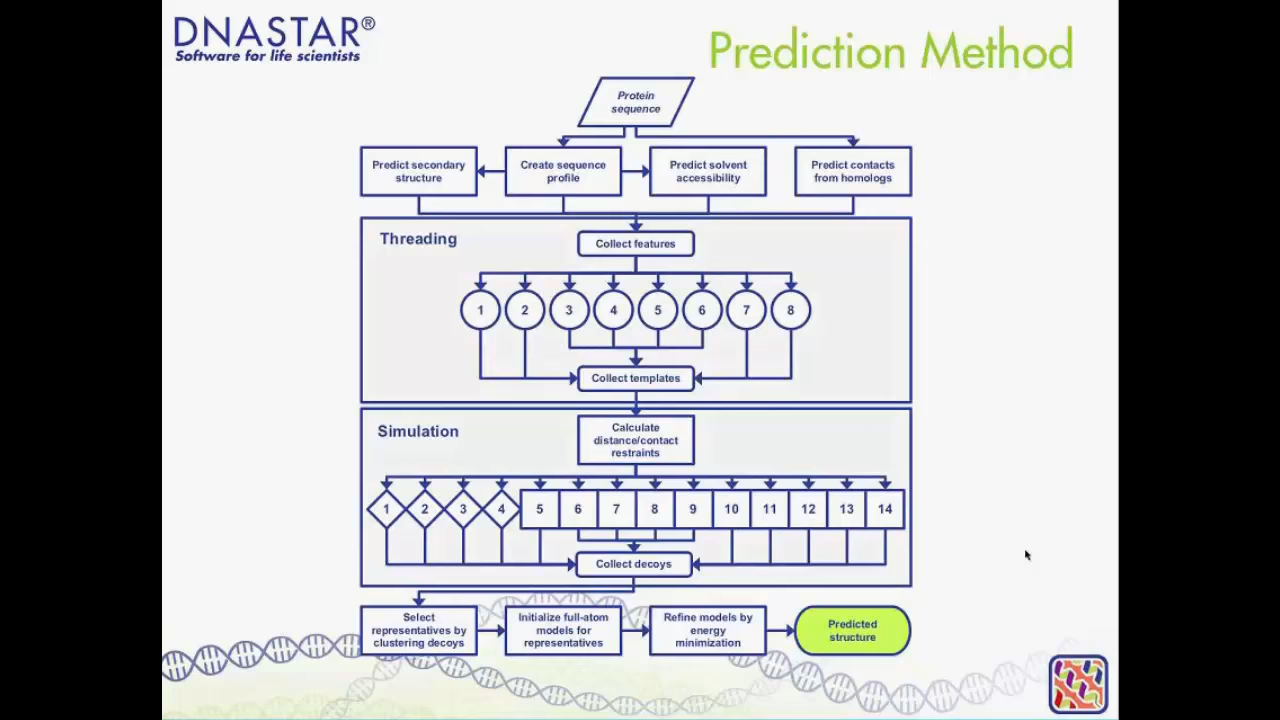 DNASTAR®
Software for life scientists
Prediction Method
Protein
sequence
Predict secondary
structure
Create sequence
profile
Predict solvent
accessibility
Predict contacts
from homologs
Threading
Collect features
1 2 3 4 5 6 7 8
Collect templates
Simulation
Calculate
distance/contact
restraints
1 2 3 4 5 6 7 8 9 10 11 12 13 14
Collect decoys
Select
representatives by
clustering decoys
Initialize full-atom
models for
representatives
Refine models by
energy
minimization
Predicted
structure